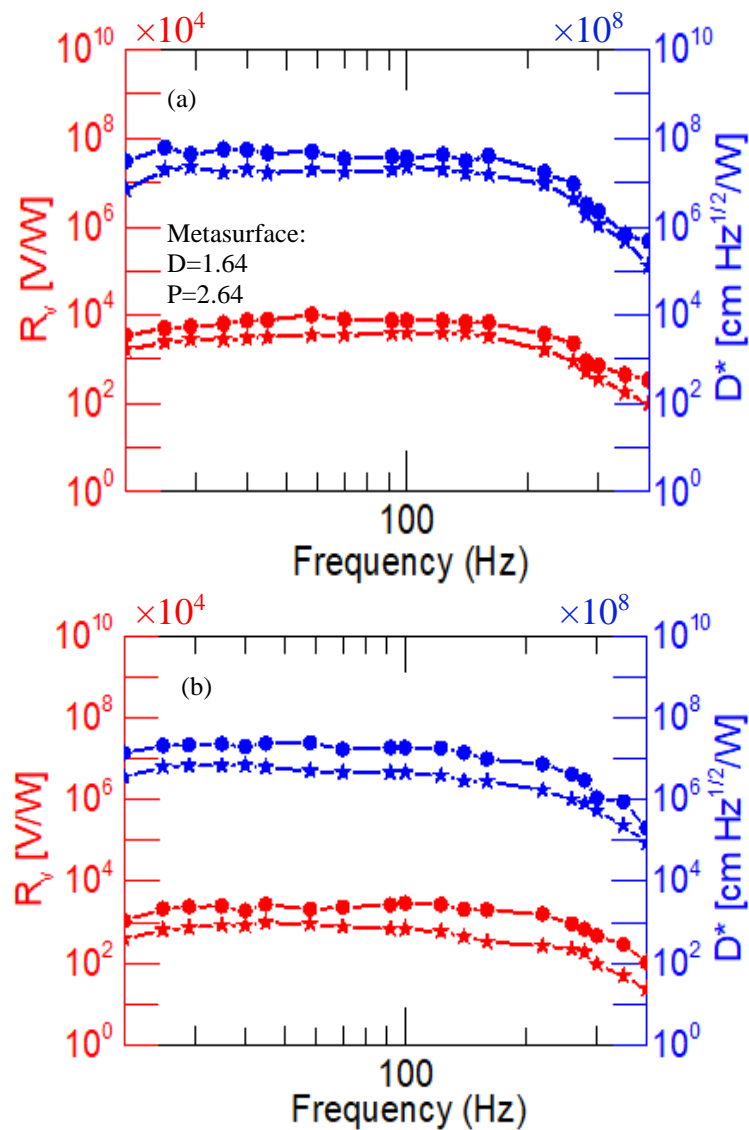 ×10⁴ ×10⁸
(a)
10¹⁰ 10⁸ 10⁶ 10⁴ 10² 10⁰
R_v [V/W]
Metasurface:
D=1.64
P=2.64
10¹⁰ 10⁸ 10⁶ 10⁴ 10² 10⁰
D* [cm Hz^1/2/W]
100
Frequency (Hz)
×10⁴ ×10⁸
(b)
10¹⁰ 10⁸ 10⁶ 10⁴ 10² 10⁰
R_v [V/W]
10¹⁰ 10⁸ 10⁶ 10⁴ 10² 10⁰
D* [cm Hz^1/2/W]
100
Frequency (Hz)